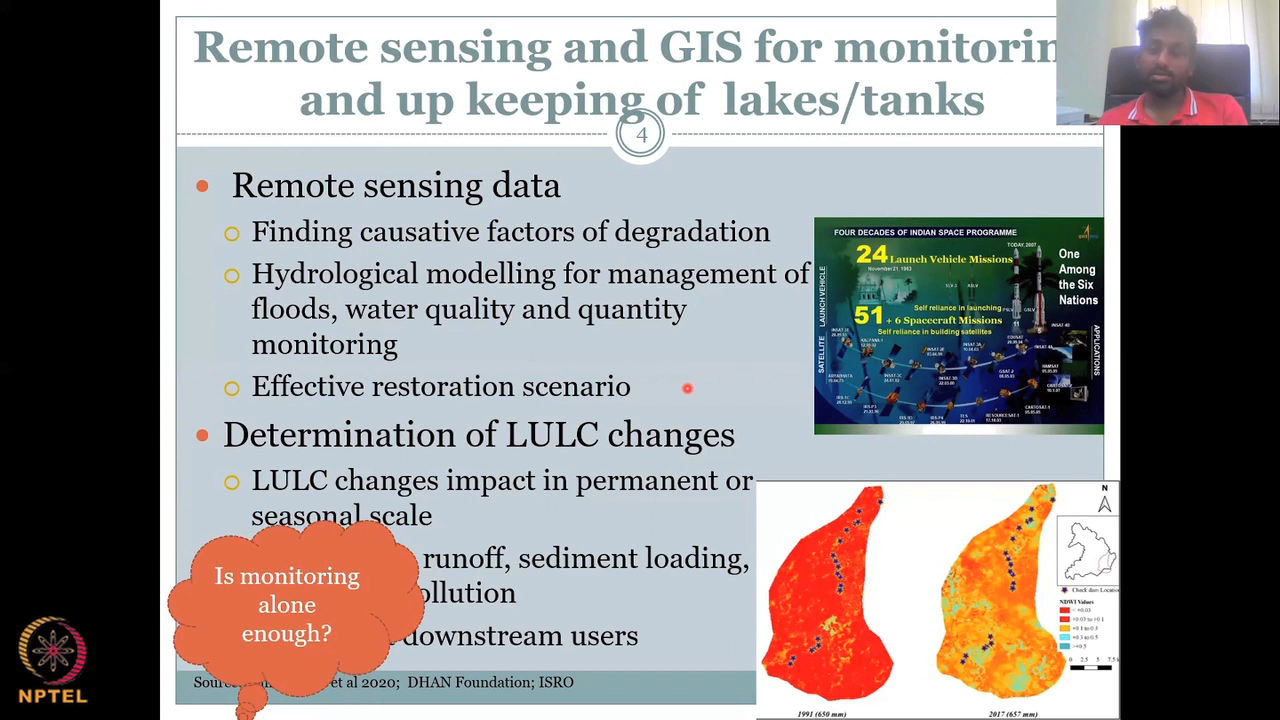 Remote sensing and GIS for monitorin
and up keeping of lakes/tanks
4
Remote sensing data
Finding causative factors of degradation
Hydrological modelling for management of
floods, water quality and quantity
monitoring
Effective restoration scenario
Determination of LULC changes
LULC changes impact in permanent or
seasonal scale
runoff, sediment loading,
ollution
downstream users
Is monitoring
alone
enough?
et al 2020; DHAN Foundation; ISRO
FOUR DECADES OF INDIAN SPACE PROGRAMME
TODAY, 2007
24 Launch Vehicle Missions
November 21, 1963
One
Among
the Six
Nations
Self reliance in launching
51 + 6 Spacecraft Missions
Self reliance in building satellites
LAUNCH VEHICLE
SATELLITE
APPLICATIONS
N
Check dam Locatio
NDWI Values
< +0.03
+0.03 to +0.1
+0.1 to 0.3
+0.3 to 0.5
>+0.5
0 2.5 5 7.5
1991 (650 mm)
2017 (657 mm)
NPTEL